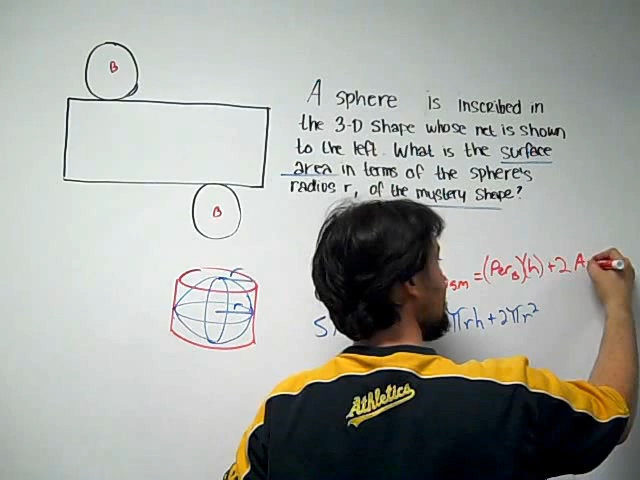 B
A sphere is inscribed in
the 3-D shape whose net is shown
to the left. What is the surface
area in terms of the sphere's
radius r, of the mystery shape?
B
r
r
SM = (Per B)(h) + 2A
S πrh + 2πr²
Athletics